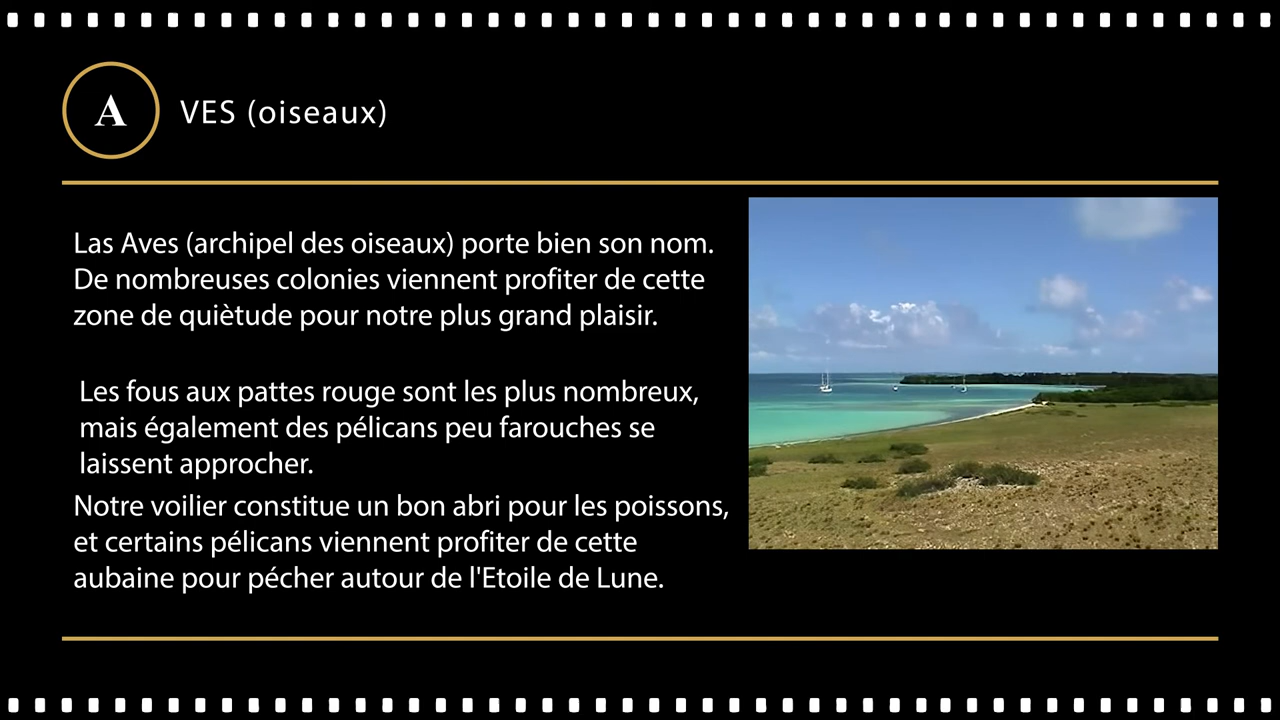 AVES (oiseaux)
Las Aves (archipel des oiseaux) porte bien son nom.
De nombreuses colonies viennent profiter de cette
zone de quiètude pour notre plus grand plaisir.
Les fous aux pattes rouge sont les plus nombreux,
mais également des pélicans peu farouches se
laissent approcher.
Notre voilier constitue un bon abri pour les poissons,
et certains pélicans viennent profiter de cette
aubaine pour pécher autour de l'Etoile de Lune.